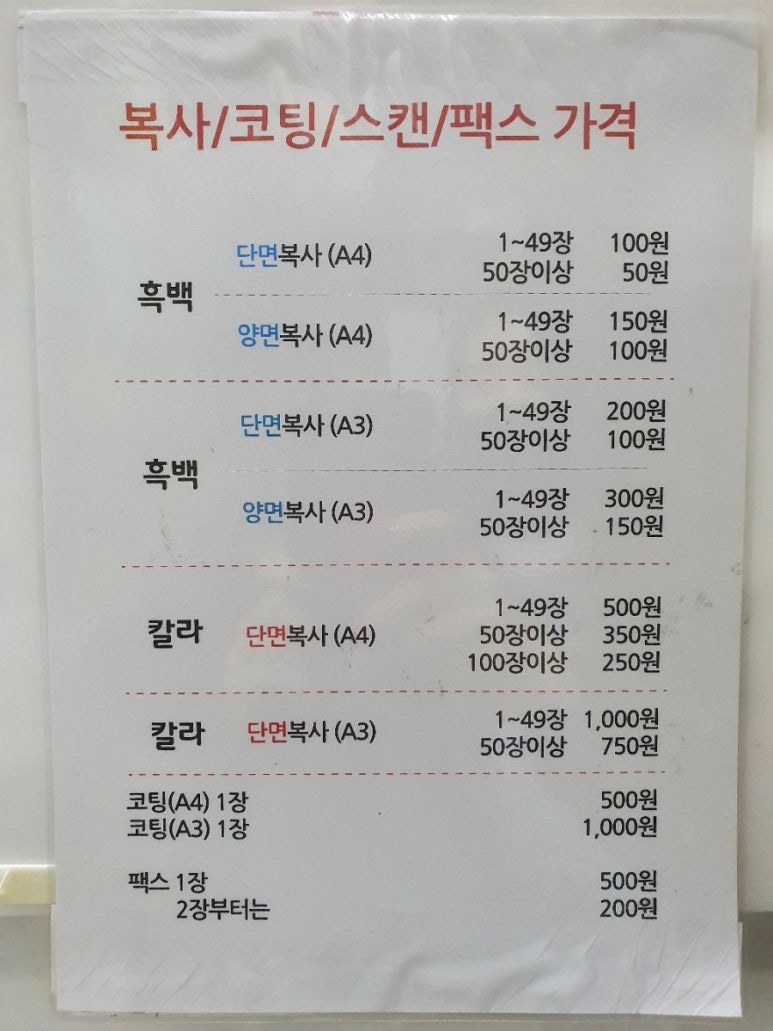 복사/코팅/스캔/팩스 가격
흑백
단면복사 (A4)
1~49장 100원
50장이상 50원
양면복사 (A4)
1~49장 150원
50장이상 100원
흑백
단면복사 (A3)
1~49장 200원
50장이상 100원
양면복사 (A3)
1~49장 300원
50장이상 150원
칼라 단면복사 (A4)
1~49장 500원
50장이상 350원
100장이상 250원
칼라 단면복사 (A3)
1~49장 1,000원
50장이상 750원
코팅(A4) 1장 500원
코팅(A3) 1장 1,000원
팩스 1장 500원
2장부터는 200원